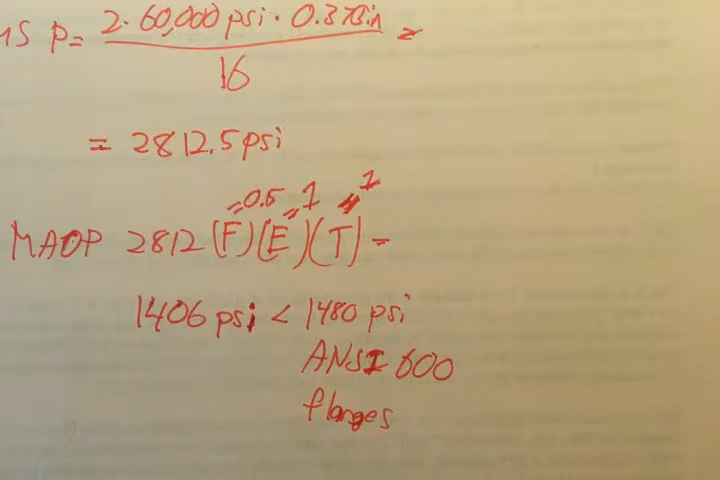 P= 2·60,000 psi · 0.375in =
16
= 2812.5 psi
=0.5 =1 =1
MAOP 2812 (F)(E)(T) =
1406 psi < 1480 psi
ANSI 600
flanges